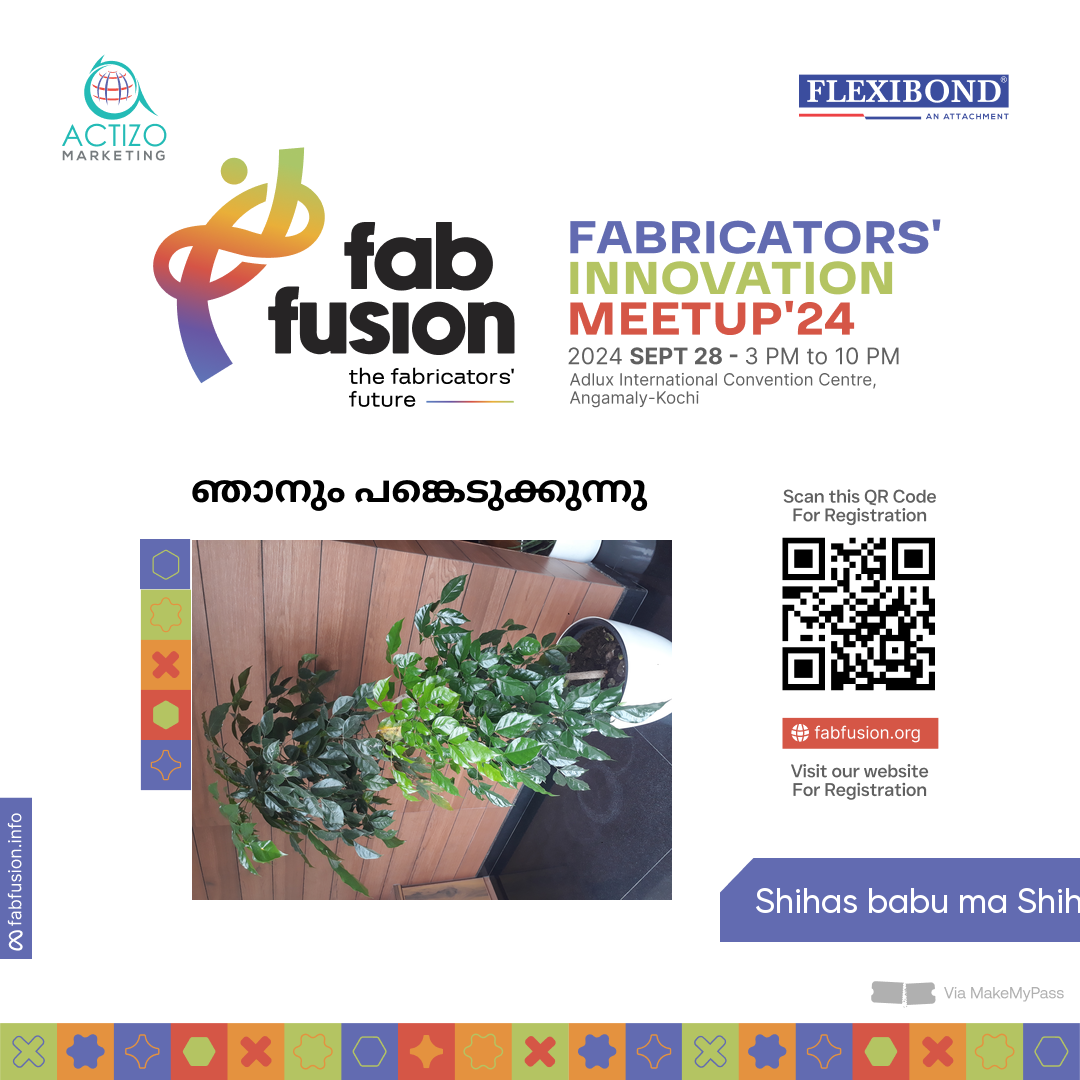 ACTIZO
MARKETING
FLEXIBOND®
AN ATTACHMENT
fab
fusion
the fabricators'
future
FABRICATORS'
INNOVATION
MEETUP'24
2024 SEPT 28 - 3 PM to 10 PM
Adlux International Convention Centre,
Angamaly-Kochi
ഞാനും പങ്കെടുക്കുന്നു
Scan this QR Code
For Registration
fabfusion.org
Visit our website
For Registration
fabfusion.info
Shihas babu ma Shih
Via MakeMyPass